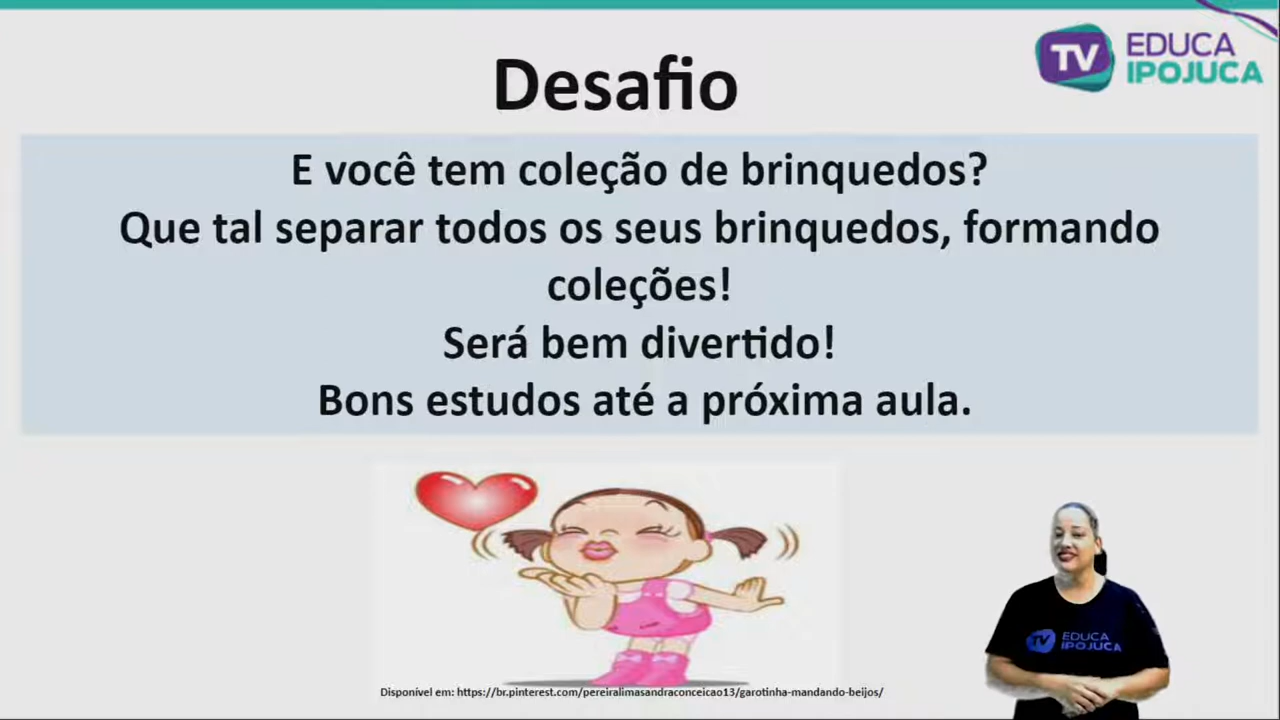 TV EDUCA
IPOJUCA
Desafio
E você tem coleção de brinquedos?
Que tal separar todos os seus brinquedos, formando
coleções!
Será bem divertido!
Bons estudos até a próxima aula.
TV EDUCA
IPOJUCA
Disponível em: https://br.pinterest.com/pereiralimasandraconceicao13/garotinha-mandando-beijos/